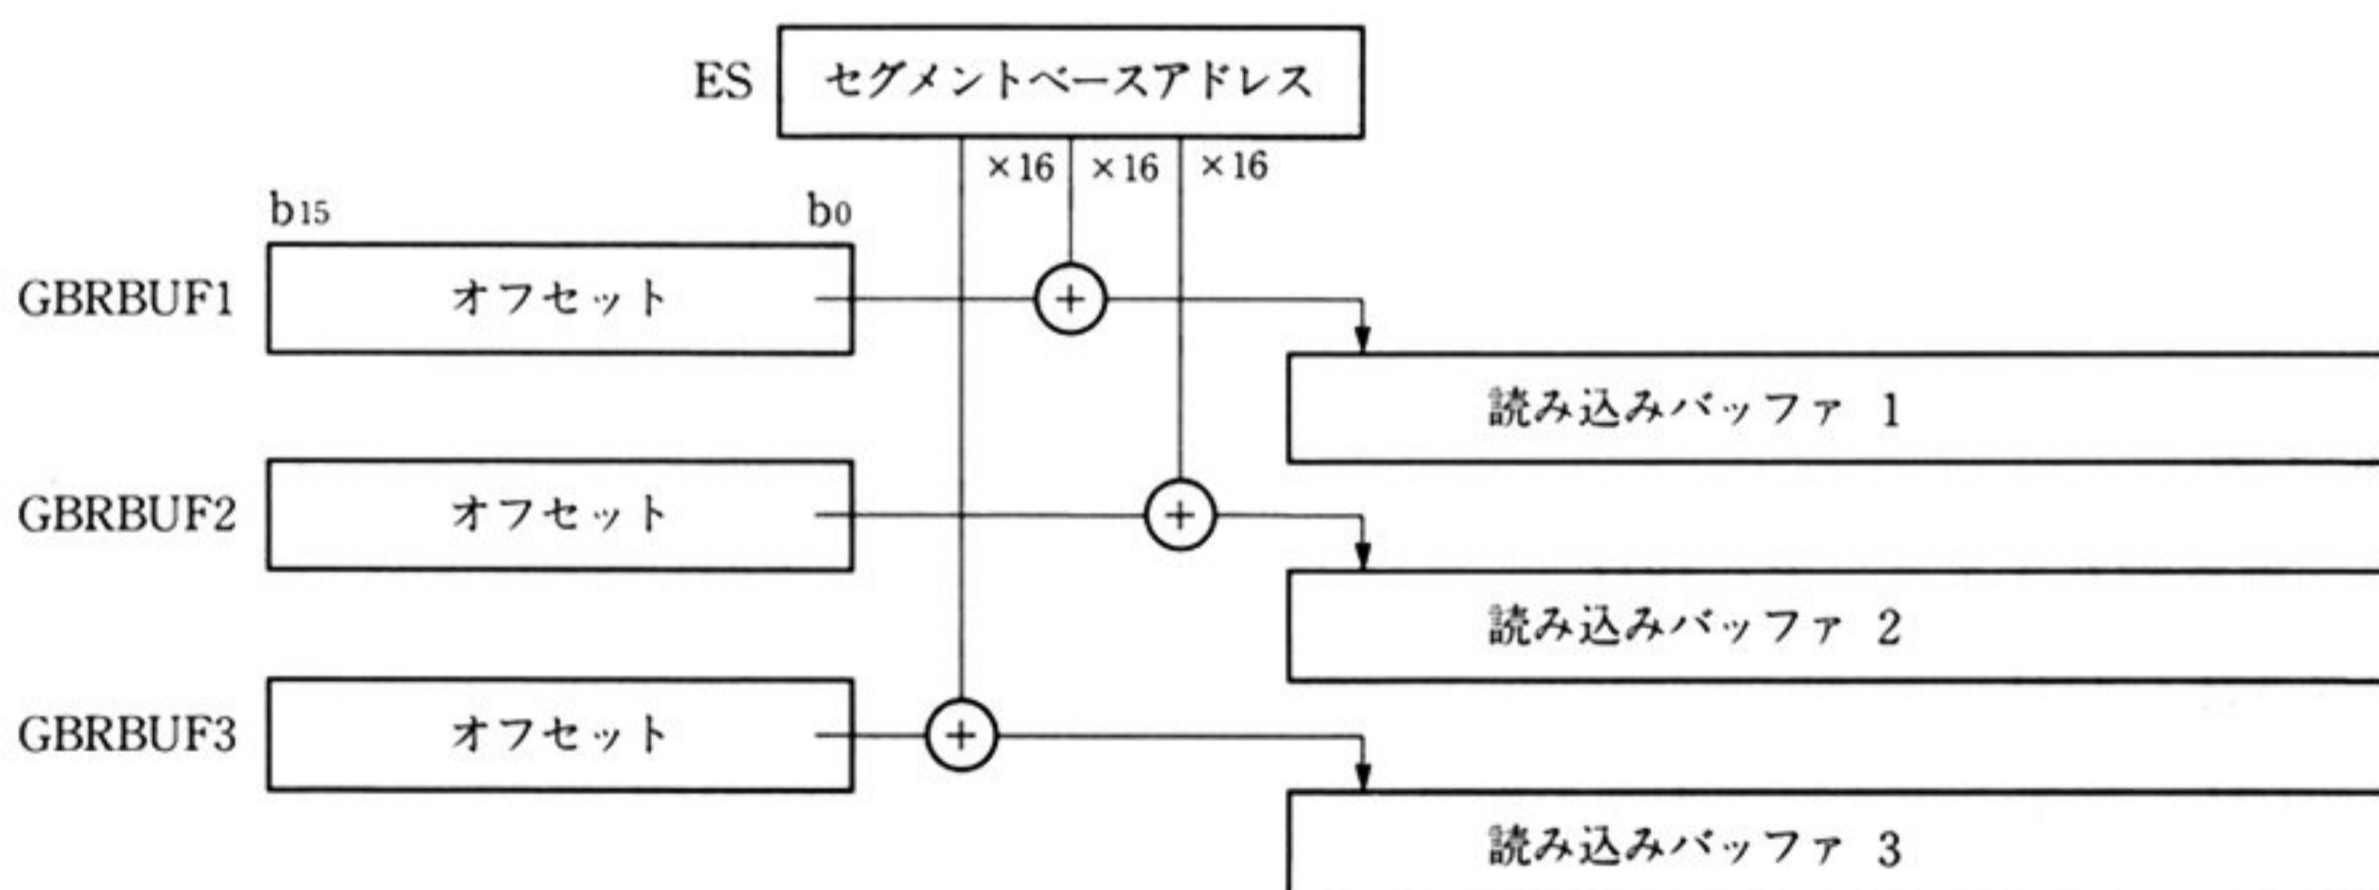 ES セグメントベースアドレス
×16 ×16 ×16
b15 b0
GBRBUF1 オフセット
+
読み込みバッファ 1
GBRBUF2 オフセット
+
読み込みバッファ 2
GBRBUF3 オフセット
+
読み込みバッファ 3